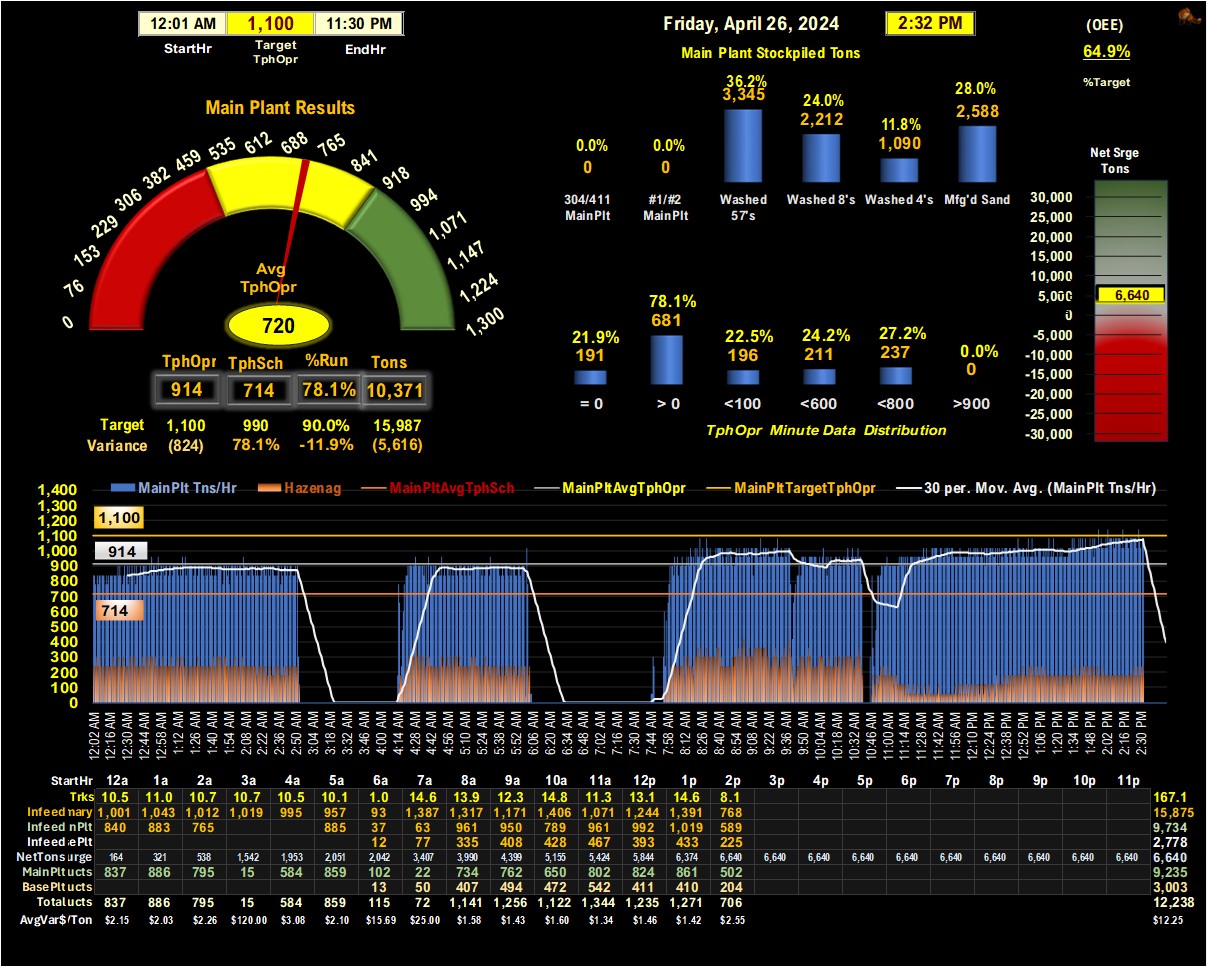 12:01 AM 1,100 11:30 PM
StartHr Target TphOpr EndHr
Friday, April 26, 2024 2:32 PM
Main Plant Stockpiled Tons
(OEE)
64.9%
%Target
Main Plant Results
0 76 153 229 306 382 459 535 612 688 765 841 918 994 1,071 1,147 1,224 1,300
Avg
TphOpr
720
TphOpr TphSch %Run Tons
914 714 78.1% 10,371
Target 1,100 990 90.0% 15,987
Variance (824) 78.1% -11.9% (5,616)
0.0% 0.0% 36.2% 24.0% 11.8% 28.0%
0 0 3,345 2,212 1,090 2,588
304/411 #1/#2 Washed Washed 8's Washed 4's Mfg'd Sand
MainPlt MainPlt 57's
21.9% 78.1% 22.5% 24.2% 27.2% 0.0%
191 681 196 211 237 0
= 0 > 0 <100 <600 <800 >900
TphOpr Minute Data Distribution
Net Srge
Tons
30,000
25,000
20,000
15,000
10,000
5,000
0
-5,000
-10,000
-15,000
-20,000
-25,000
-30,000
6,640
MainPlt Tns/Hr Hazenag MainPltAvgTphSch MainPltAvgTphOpr MainPltTargetTphOpr 30 per. Mov. Avg. (MainPlt Tns/Hr)
1,400
1,300
1,200
1,100
1,000
900
800
700
600
500
400
300
200
100
0
1,100
914
714
12:02 AM 12:16 AM 12:30 AM 12:44 AM 12:58 AM 1:12 AM 1:26 AM 1:40 AM 1:54 AM 2:08 AM 2:22 AM 2:36 AM 2:50 AM 3:04 AM 3:18 AM 3:32 AM 3:46 AM 4:00 AM 4:14 AM 4:28 AM 4:42 AM 4:56 AM 5:10 AM 5:24 AM 5:38 AM 5:52 AM 6:06 AM 6:20 AM 6:34 AM 6:48 AM 7:02 AM 7:16 AM 7:30 AM 7:44 AM 7:58 AM 8:12 AM 8:26 AM 8:40 AM 8:54 AM 9:08 AM 9:22 AM 9:36 AM 9:50 AM 10:04 AM 10:18 AM 10:32 AM 10:46 AM 11:00 AM 11:14 AM 11:28 AM 11:42 AM 11:56 AM 12:10 PM 12:24 PM 12:38 PM 12:52 PM 1:06 PM 1:20 PM 1:34 PM 1:48 PM 2:02 PM 2:16 PM 2:30 PM
StartHr 12a 1a 2a 3a 4a 5a 6a 7a 8a 9a 10a 11a 12p 1p 2p 3p 4p 5p 6p 7p 8p 9p 10p 11p
Trks 10.5 11.0 10.7 10.7 10.5 10.1 1.0 14.6 13.9 12.3 14.8 11.3 13.1 14.6 8.1 167.1
Infeed mary 1,001 1,043 1,012 1,019 995 957 93 1,387 1,317 1,171 1,406 1,071 1,244 1,391 768 15,875
Infeed nPlt 840 883 765 885 37 63 961 950 789 961 992 1,019 589 9,734
Infeed ePlt 12 77 335 408 428 467 393 433 225 2,778
NetTons urge 164 321 538 1,542 1,953 2,051 2,042 3,407 3,990 4,399 5,155 5,424 5,844 6,374 6,640 6,640 6,640 6,640 6,640 6,640 6,640 6,640 6,640 6,640 6,640
MainPlt ucts 837 886 795 15 584 859 102 22 734 762 650 802 824 861 502 9,235
BasePlt ucts 13 50 407 494 472 542 411 410 204 3,003
Total ucts 837 886 795 15 584 859 115 72 1,141 1,256 1,122 1,344 1,235 1,271 706 12,238
AvgVar$/Ton $2.15 $2.03 $2.26 $120.00 $3.08 $2.10 $15.69 $25.00 $1.58 $1.43 $1.60 $1.34 $1.46 $1.42 $2.55 $12.25